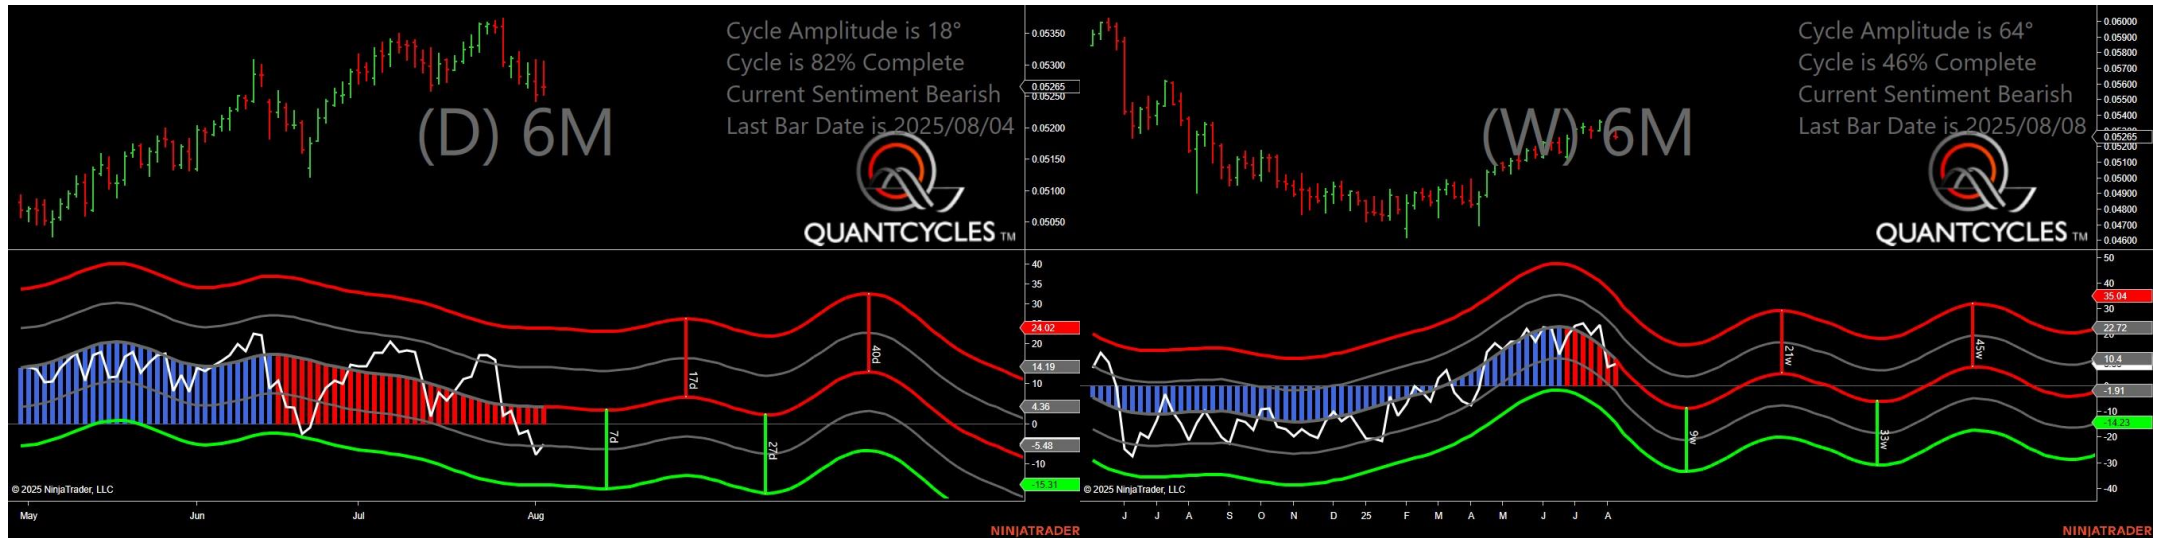 Cycle Amplitude is 18°
Cycle is 82% Complete
Current Sentiment Bearish
Last Bar Date is 2025/08/04
(D) 6M
QUANTCYCLES TM
0.05350
0.05300
0.05265
0.05250
0.05200
0.05150
0.05100
0.05050
40
35
30
24.02
20
14.19
10
4.36
0
-5.48
-10
-15.31
7d
17d
27d
40d
© 2025 NinjaTrader, LLC
May Jun Jul Aug
NINJATRADER
Cycle Amplitude is 64°
Cycle is 46% Complete
Current Sentiment Bearish
Last Bar Date is 2025/08/08
(W) 6M
QUANTCYCLES TM
0.06000
0.05900
0.05800
0.05700
0.05600
0.05500
0.05400
0.05265
0.05200
0.05100
0.05000
0.04900
0.04800
0.04700
0.04600
50
40
35.04
30
22.72
20
10.4
-1.91
-10
-14.23
-20
-30
-40
9w
21w
33w
45w
© 2025 NinjaTrader, LLC
J J A S O N D 25 F M A M J J A
NINJATRADER